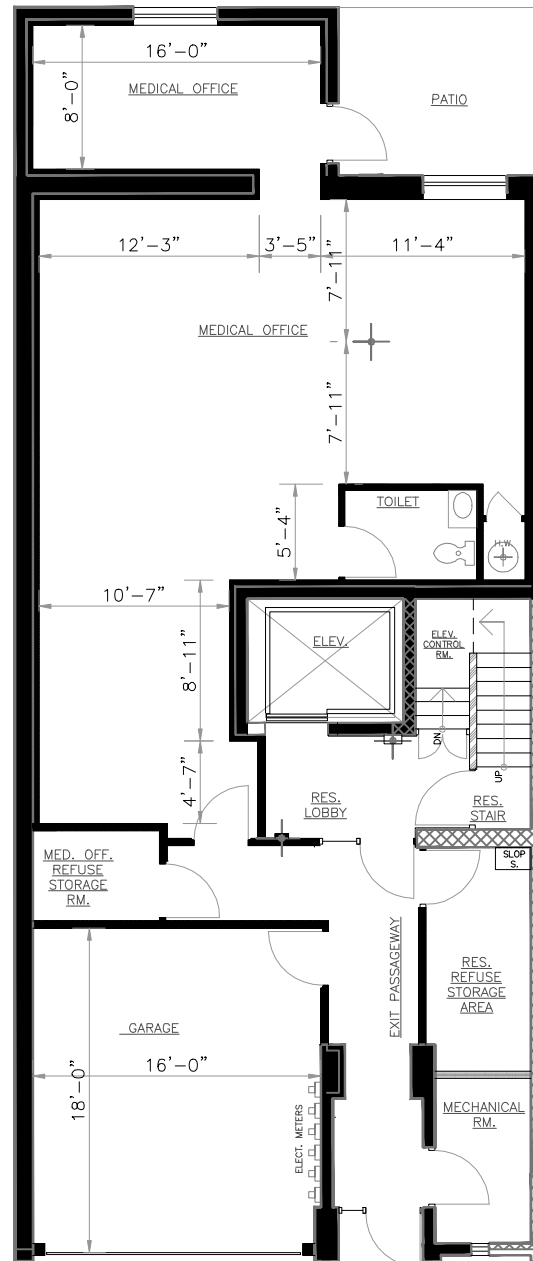 16'-0"
8'-0"
MEDICAL OFFICE
PATIO
12'-3"
3'-5"
11'-4"
7'-11"
MEDICAL OFFICE
7'-11"
TOILET
5'-4"
H.W
10'-7"
8'-11"
ELEV.
ELEV.
CONTROL
RM.
DN
UP
4'-7"
RES.
LOBBY
RES.
STAIR
MED. OFF.
REFUSE
STORAGE
RM.
SLOP
S.
EXIT PASSAGEWAY
RES.
REFUSE
STORAGE
AREA
GARAGE
16'-0"
18'-0"
ELECT. METERS
MECHANICAL
RM.